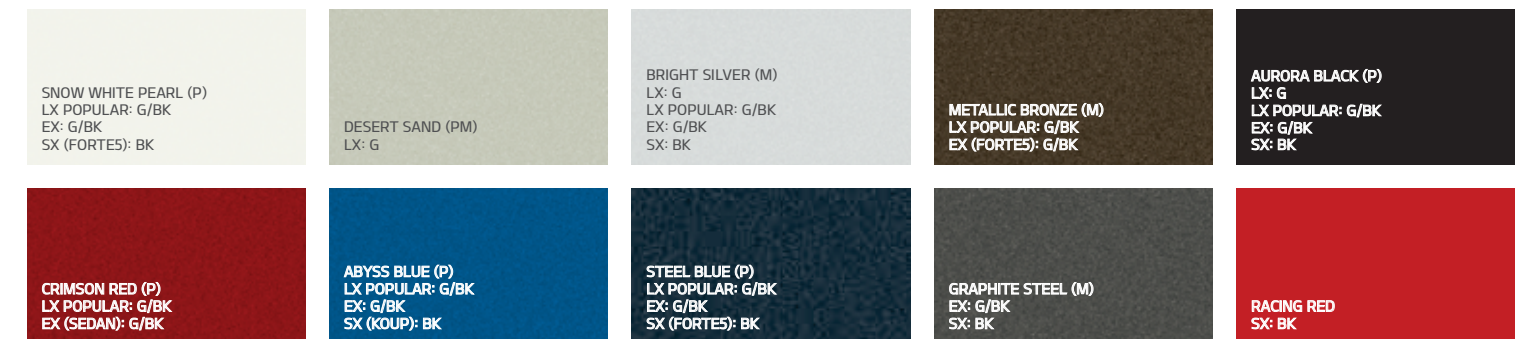 SNOW WHITE PEARL (P)
LX POPULAR: G/BK
EX: G/BK
SX (FORTE5): BK
DESERT SAND (PM)
LX: G
BRIGHT SILVER (M)
LX: G
LX POPULAR: G/BK
EX: G/BK
SX: BK
METALLIC BRONZE (M)
LX POPULAR: G/BK
EX (FORTE5): G/BK
AURORA BLACK (P)
LX: G
LX POPULAR: G/BK
EX: G/BK
SX: BK
CRIMSON RED (P)
LX POPULAR: G/BK
EX (SEDAN): G/BK
ABYSS BLUE (P)
LX POPULAR: G/BK
EX: G/BK
SX (KOUP): BK
STEEL BLUE (P)
LX POPULAR: G/BK
EX: G/BK
SX (FORTE5): BK
GRAPHITE STEEL (M)
EX: G/BK
SX: BK
RACING RED
SX: BK